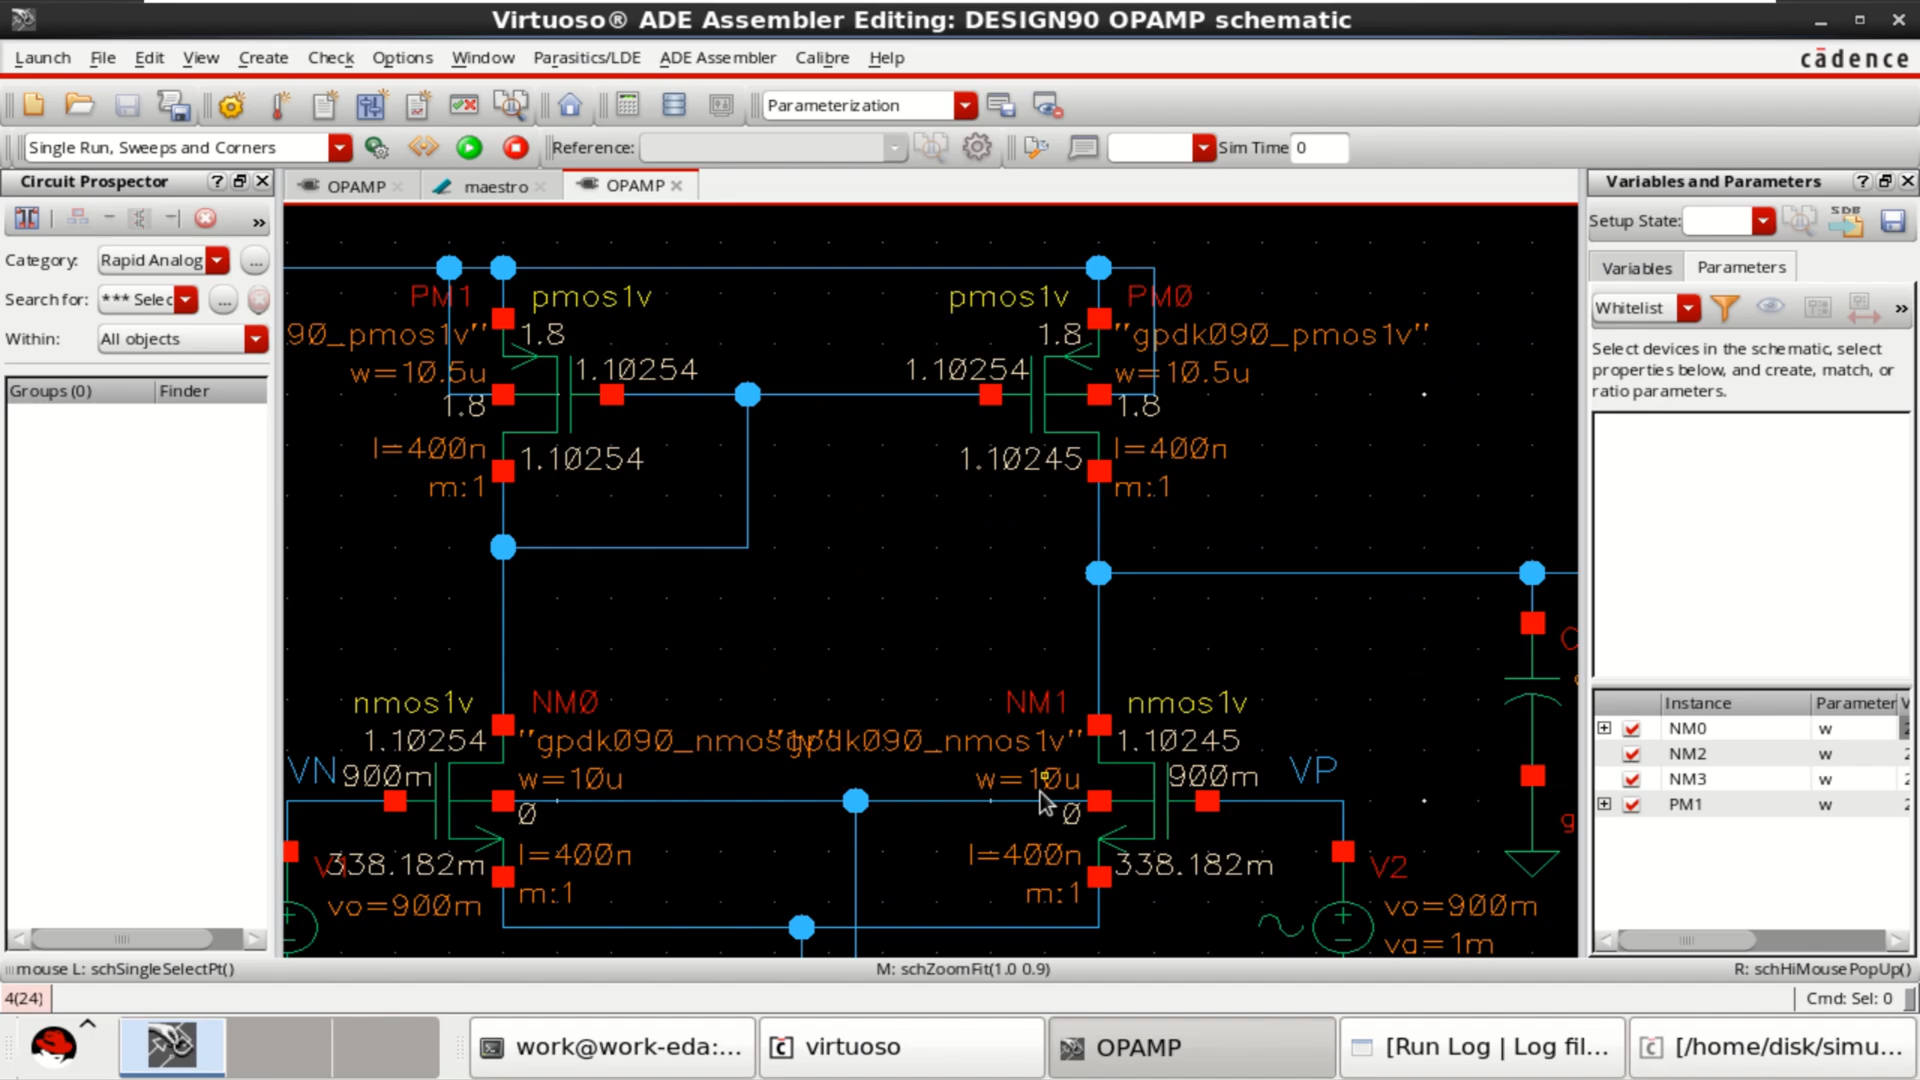 Virtuoso® ADE Assembler Editing: DESIGN90 OPAMP schematic
Launch File Edit View Create Check Options Window Parasitics/LDE ADE Assembler Calibre Help
cādence
Parameterization
Single Run, Sweeps and Corners
Reference:
Sim Time 0
Circuit Prospector
OPAMP
maestro
OPAMP
Variables and Parameters
Setup State:
SDB
Category: Rapid Analog
Search for: *** Selec
Within: All objects
Groups (0) Finder
Variables Parameters
Whitelist
Select devices in the schematic, select
properties below, and create, match, or
ratio parameters.
Instance Parameter
NM0 w
NM2 w
NM3 w
PM1 w
PM1 pmos1v
90_pmos1v"
1.8
w=10.5u
1.10254
1.8
l=400n
1.10254
m:1
pmos1v PM0
1.8 "gpdk090_pmos1v"
1.10254 w=10.5u
1.8
l=400n
1.10245
m:1
nmos1v NM0
1.10254
"gpdk090_nmos1v"
VN 900m w=10u
0
l=400n
338.182m
m:1
V1
vo=900m
NM1 nmos1v
"gpdk090_nmos1v"
1.10245
w=10u 900m VP
0
l=400n
338.182m
m:1
V2
vo=900m
va=1m
C
g
mouse L: schSingleSelectPt() M: schZoomFit(1.0 0.9) R: schHiMousePopUp()
4(24) Cmd: Sel: 0
work@work-eda:...
virtuoso
OPAMP
[Run Log | Log fil...
[/home/disk/simu...